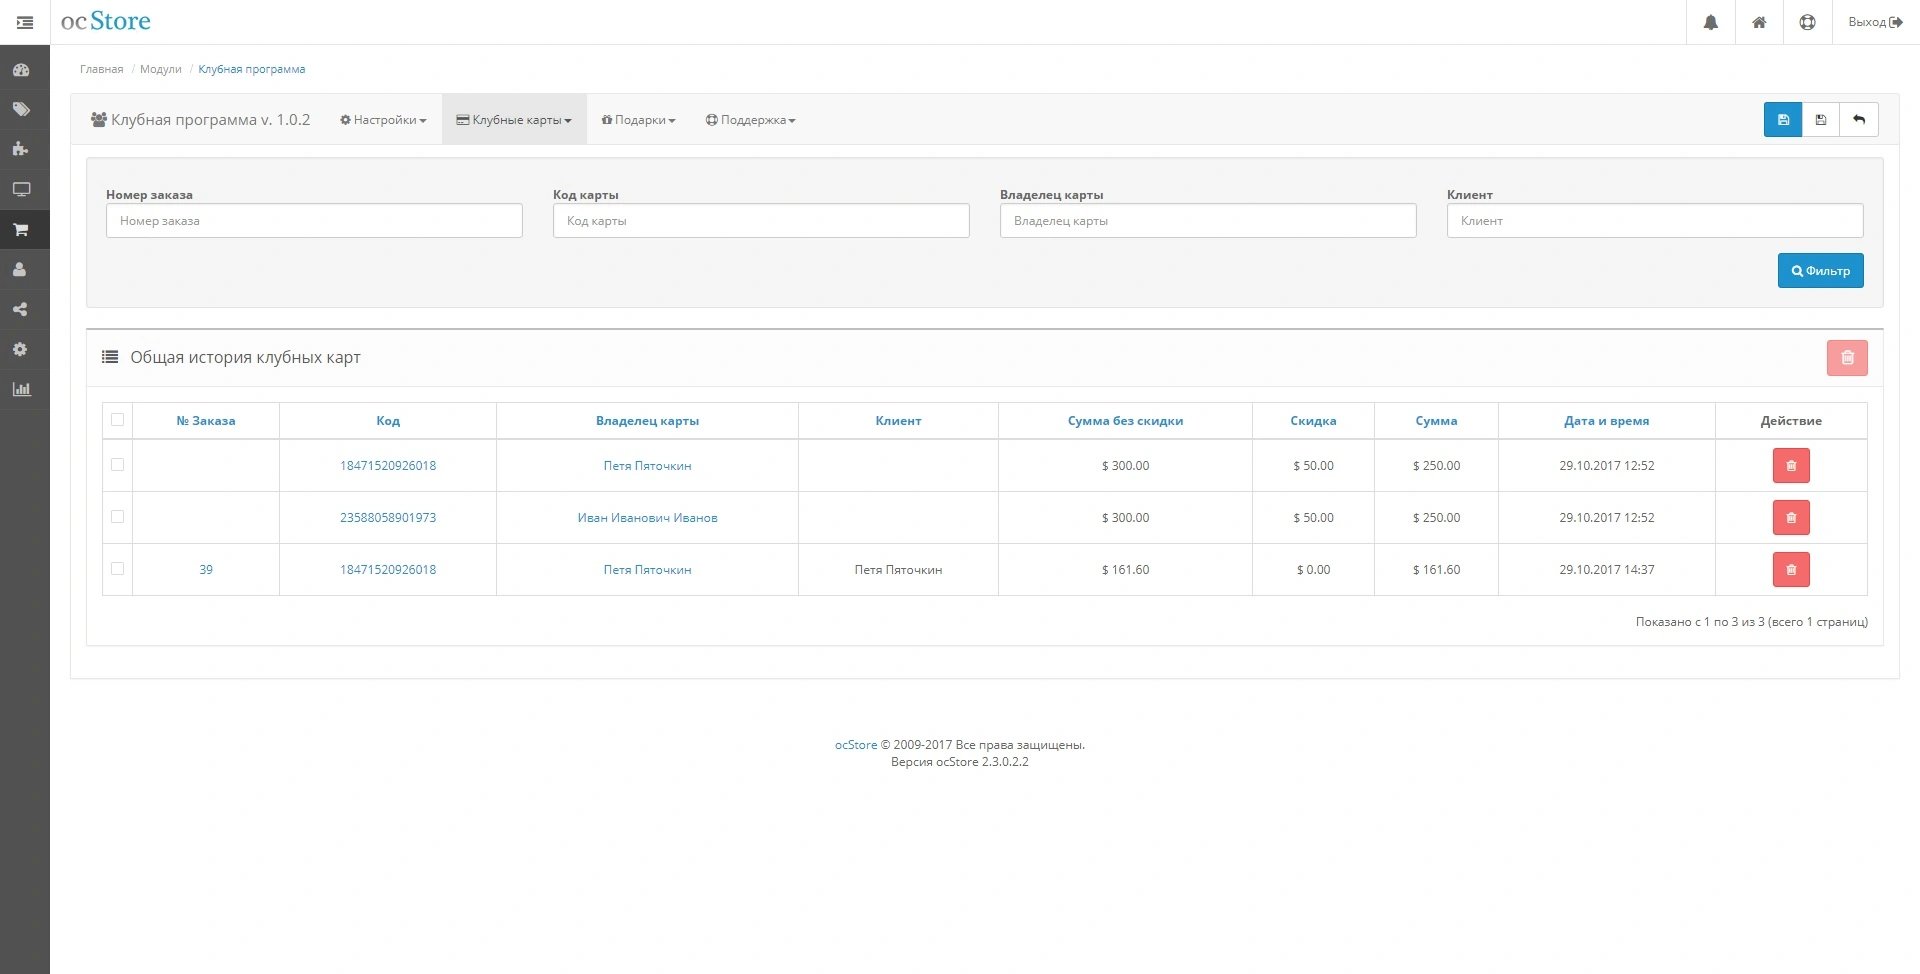 ocStore
Выход
Главная / Модули / Клубная программа
Клубная программа v. 1.0.2 Настройки Клубные карты Подарки Поддержка
Номер заказа Код карты Владелец карты Клиент
Номер заказа Код карты Владелец карты Клиент
Фильтр
Общая история клубных карт
№ Заказа Код Владелец карты Клиент Сумма без скидки Скидка Сумма Дата и время Действие
18471520926018 Петя Пяточкин $ 300.00 $ 50.00 $ 250.00 29.10.2017 12:52
23588058901973 Иван Иванович Иванов $ 300.00 $ 50.00 $ 250.00 29.10.2017 12:52
39 18471520926018 Петя Пяточкин Петя Пяточкин $ 161.60 $ 0.00 $ 161.60 29.10.2017 14:37
Показано с 1 по 3 из 3 (всего 1 страниц)
ocStore © 2009-2017 Все права защищены.
Версия ocStore 2.3.0.2.2